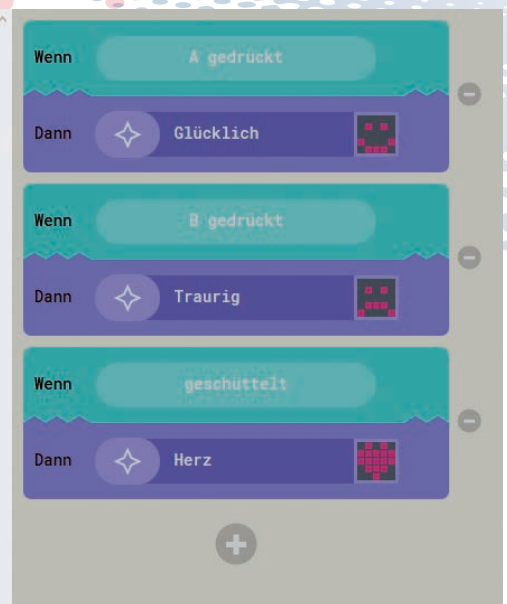 Wenn A gedrückt
Dann Glücklich
Wenn B gedrückt
Dann Traurig
Wenn geschüttelt
Dann Herz